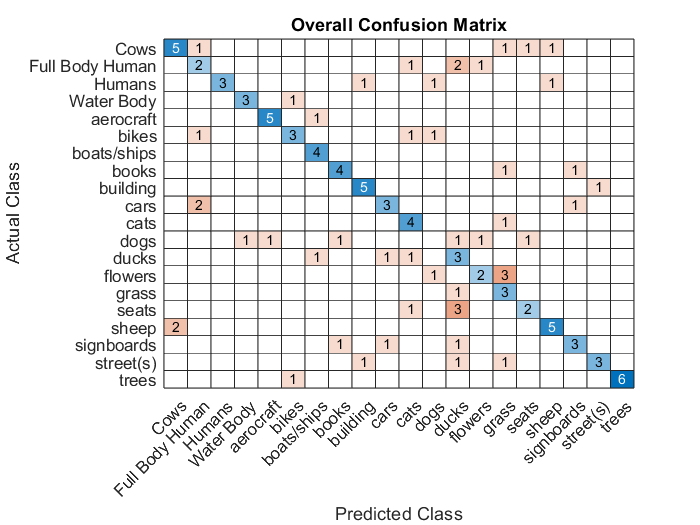 Overall Confusion Matrix
Cows 5 1 1 1 1
Full Body Human 2 1 2 1
Humans 3 1 1 1
Water Body 3 1
aerocraft 5 1
bikes 1 3 1 1
boats/ships 4
books 4 1 1
building 5 1
cars 2 3 1
cats 4 1
dogs 1 1 1 1 1 1
ducks 1 1 1 3
flowers 1 2 3
grass 1 3
seats 1 3 2
sheep 2 5
signboards 1 1 1 3
street(s) 1 1 1 3
trees 1 6
Actual Class
Cows
Full Body Human
Humans
Water Body
aerocraft
bikes
boats/ships
books
building
cars
cats
dogs
ducks
flowers
grass
seats
sheep
signboards
street(s)
trees
Predicted Class